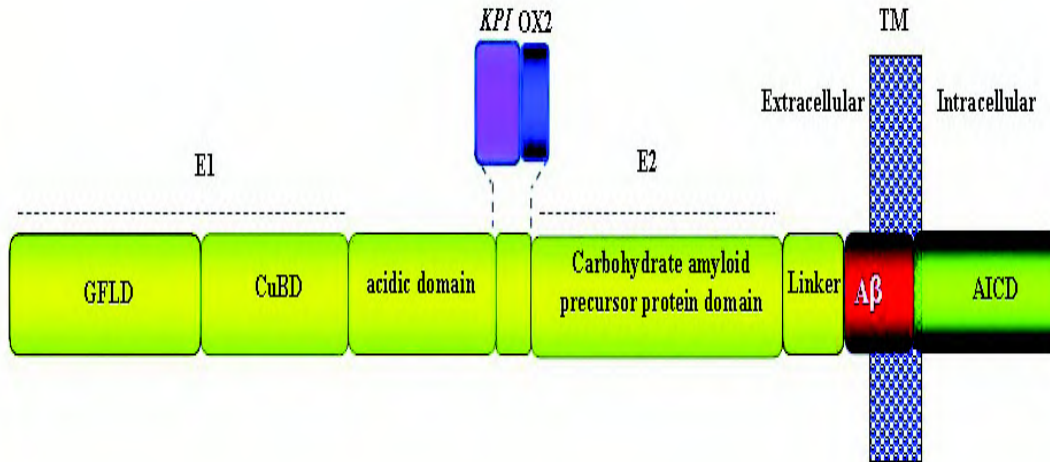 KPI OX2
TM
Extracellular
Intracellular
E1
E2
GFLD
CuBD
acidic domain
Carbohydrate amyloid
precursor protein domain
Linker
Aβ
AICD